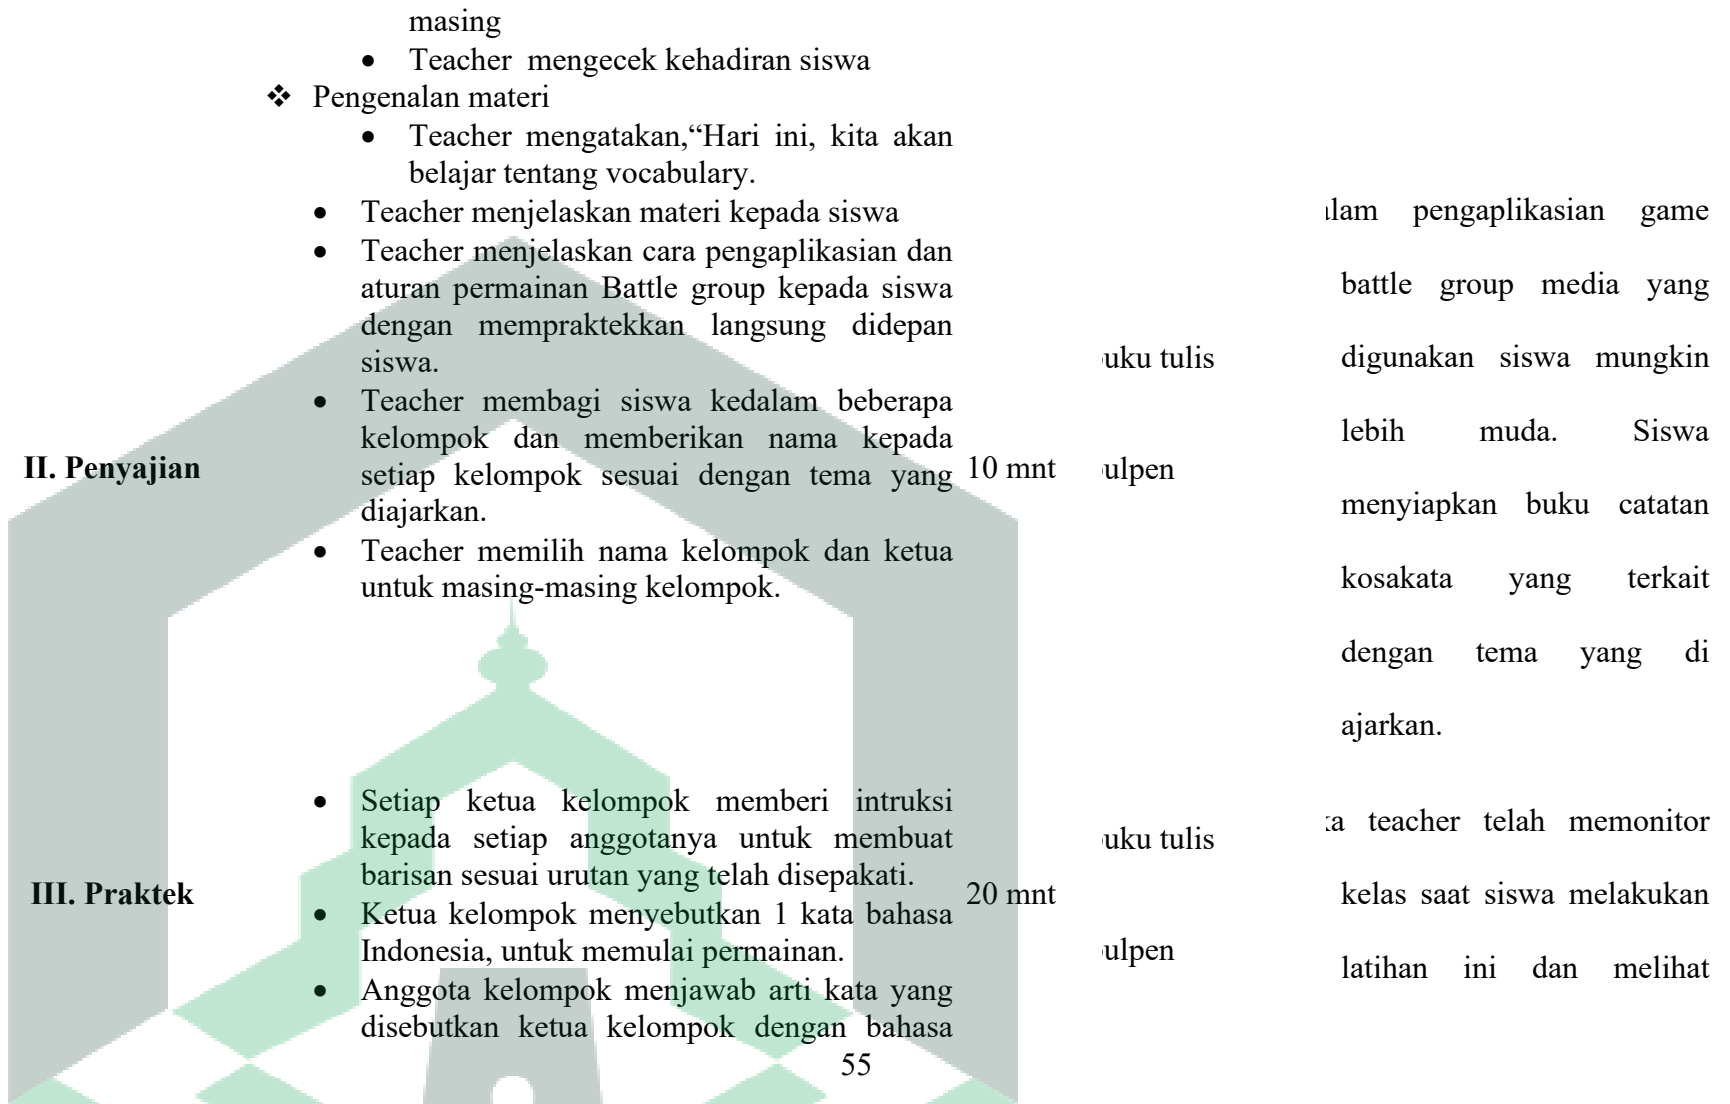 masing
• Teacher mengecek kehadiran siswa
❖ Pengenalan materi
• Teacher mengatakan,“Hari ini, kita akan
belajar tentang vocabulary.
II. Penyajian
• Teacher menjelaskan materi kepada siswa
• Teacher menjelaskan cara pengaplikasian dan
aturan permainan Battle group kepada siswa
dengan mempraktekkan langsung didepan
siswa.
• Teacher membagi siswa kedalam beberapa
kelompok dan memberikan nama kepada
setiap kelompok sesuai dengan tema yang
diajarkan.
• Teacher memilih nama kelompok dan ketua
untuk masing-masing kelompok.
10 mnt
uku tulis
ulpen
lam pengaplikasian game
battle group media yang
digunakan siswa mungkin
lebih muda. Siswa
menyiapkan buku catatan
kosakata yang terkait
dengan tema yang di
ajarkan.
III. Praktek
• Setiap ketua kelompok memberi intruksi
kepada setiap anggotanya untuk membuat
barisan sesuai urutan yang telah disepakati.
• Ketua kelompok menyebutkan 1 kata bahasa
Indonesia, untuk memulai permainan.
• Anggota kelompok menjawab arti kata yang
disebutkan ketua kelompok dengan bahasa
20 mnt
uku tulis
ulpen
a teacher telah memonitor
kelas saat siswa melakukan
latihan ini dan melihat
55